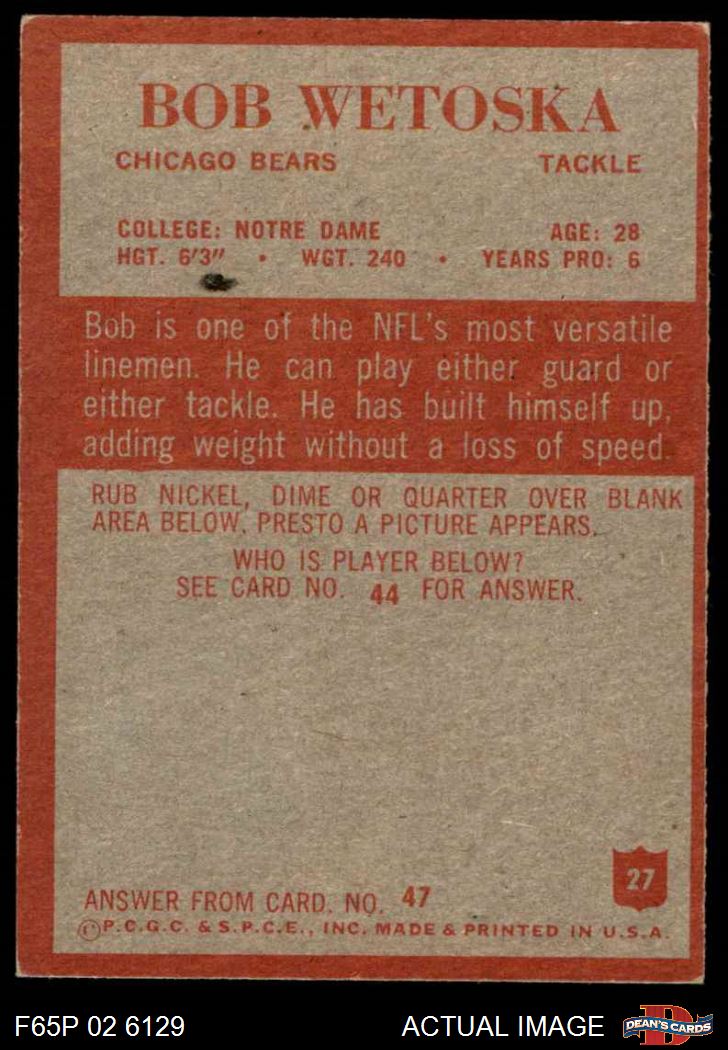 BOB WETOSKA
CHICAGO BEARS TACKLE
COLLEGE: NOTRE DAME AGE: 28
HGT. 6'3" • WGT. 240 • YEARS PRO: 6
Bob is one of the NFL's most versatile
linemen. He can play either guard or
either tackle. He has built himself up,
adding weight without a loss of speed.
RUB NICKEL, DIME OR QUARTER OVER BLANK
AREA BELOW. PRESTO A PICTURE APPEARS.
WHO IS PLAYER BELOW?
SEE CARD NO. 44 FOR ANSWER.
27
ANSWER FROM CARD. NO. 47
©P.C.G.C. & S.P.C.E., INC. MADE & PRINTED IN U.S.A.
F65P 02 6129 ACTUAL IMAGE D DEAN'S CARDS